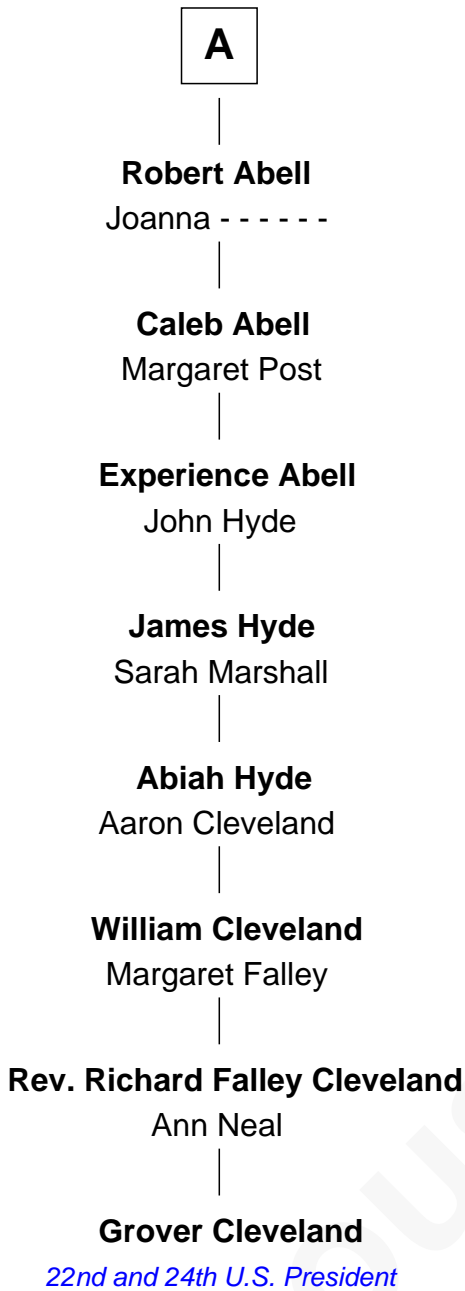 A
Robert Abell
Joanna - - - - - -
Caleb Abell
Margaret Post
Experience Abell
John Hyde
James Hyde
Sarah Marshall
Abiah Hyde
Aaron Cleveland
William Cleveland
Margaret Falley
Rev. Richard Falley Cleveland
Ann Neal
Grover Cleveland
22nd and 24th U.S. President